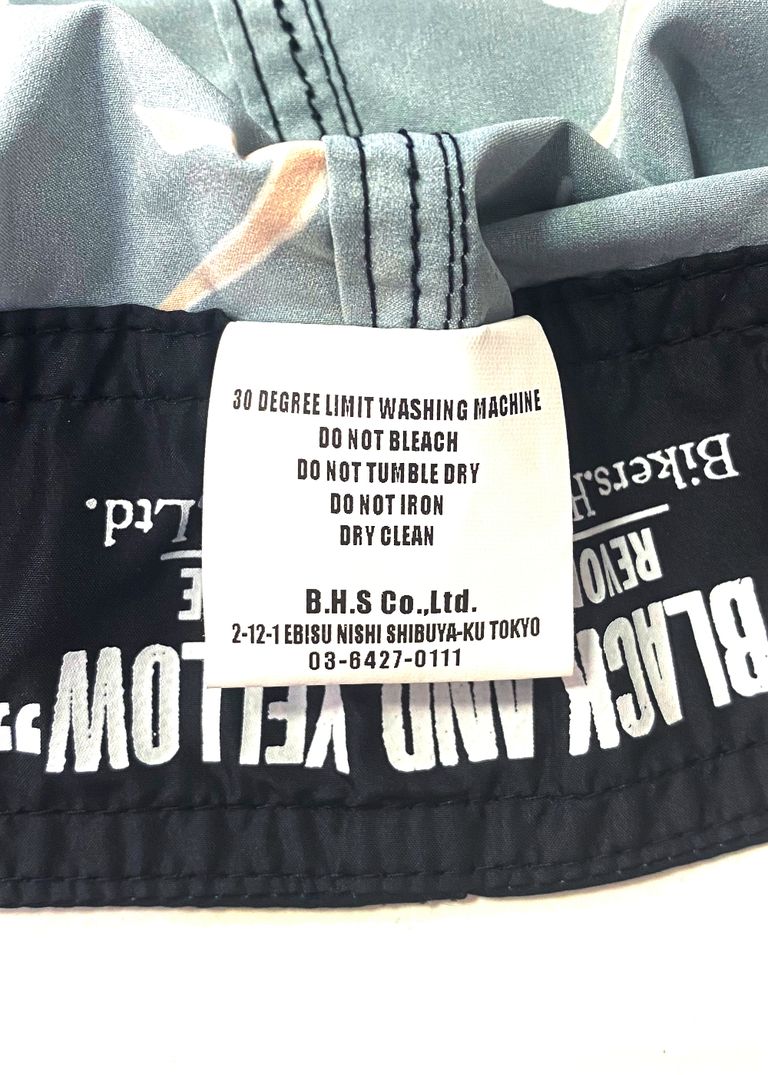 30 DEGREE LIMIT WASHING MACHINE
DO NOT BLEACH
DO NOT TUMBLE DRY
DO NOT IRON
DRY CLEAN
B.H.S Co.,Ltd.
2-12-1 EBISU NISHI SHIBUYA-KU TOKYO
03-6427-0111
BLACK AND YELLOW"
Ltd.